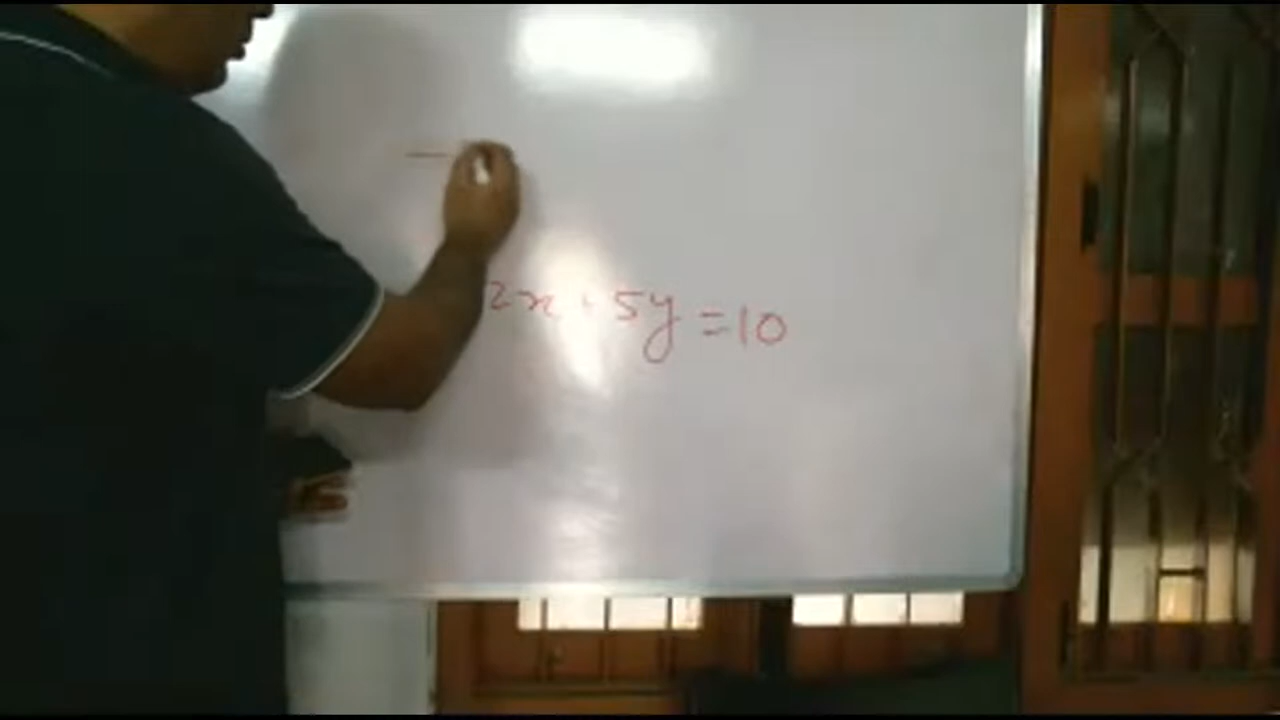 —
2x + 5y = 10